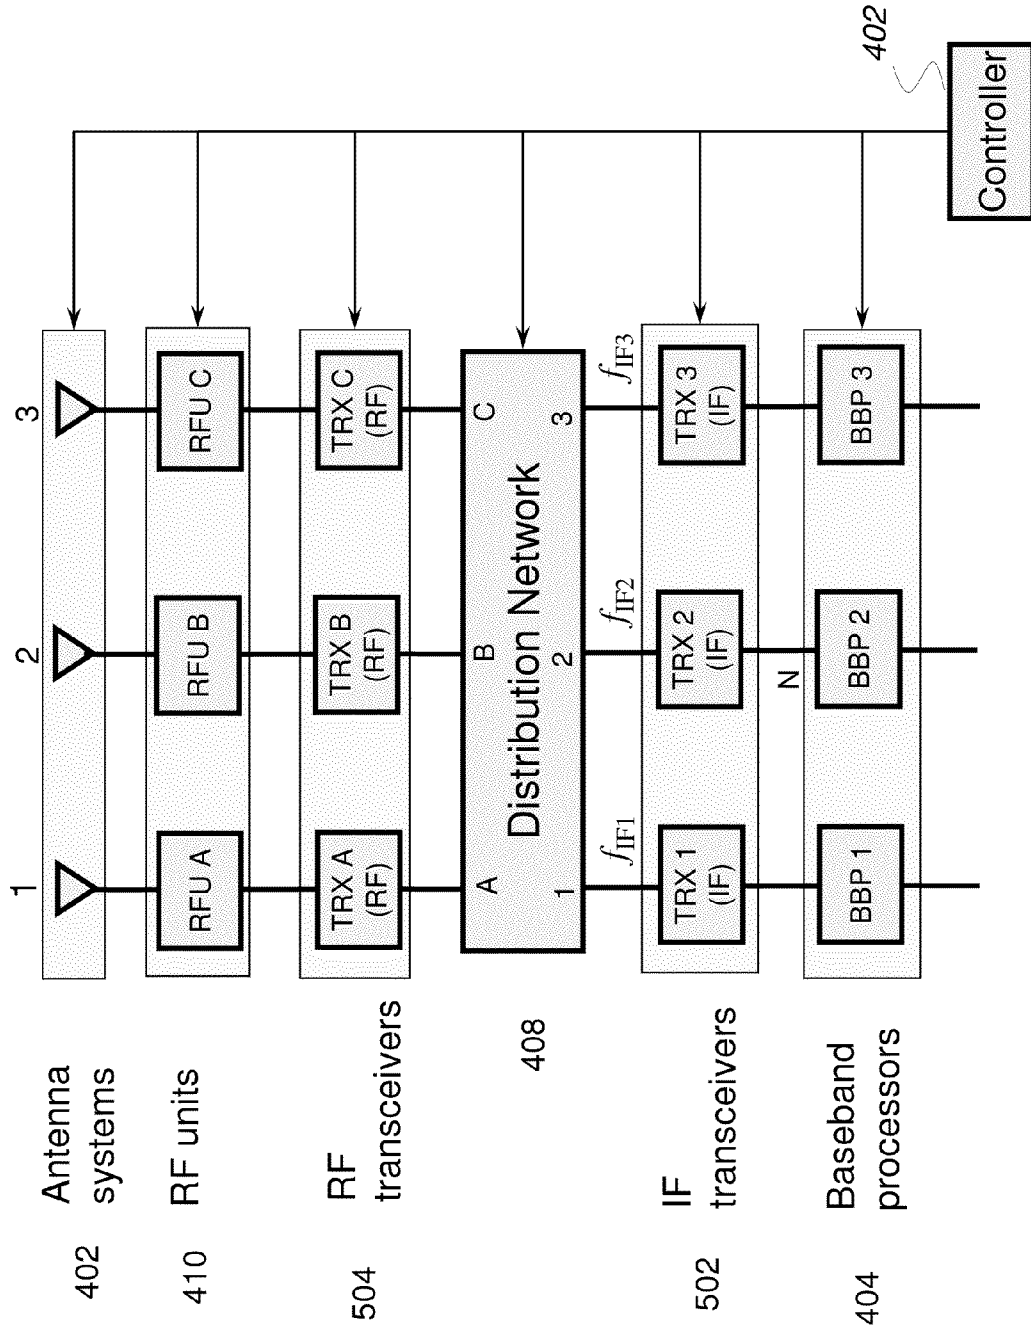 1
2
3
402
Antenna
systems
410
RF units
RFU A
RFU B
RFU C
504
RF
transceivers
TRX A
(RF)
TRX B
(RF)
TRX C
(RF)
408
A
B
C
Distribution Network
1
2
3
fIF1
fIF2
fIF3
502
IF
transceivers
TRX 1
(IF)
TRX 2
(IF)
TRX 3
(IF)
N
404
Baseband
processors
BBP 1
BBP 2
BBP 3
402
Controller